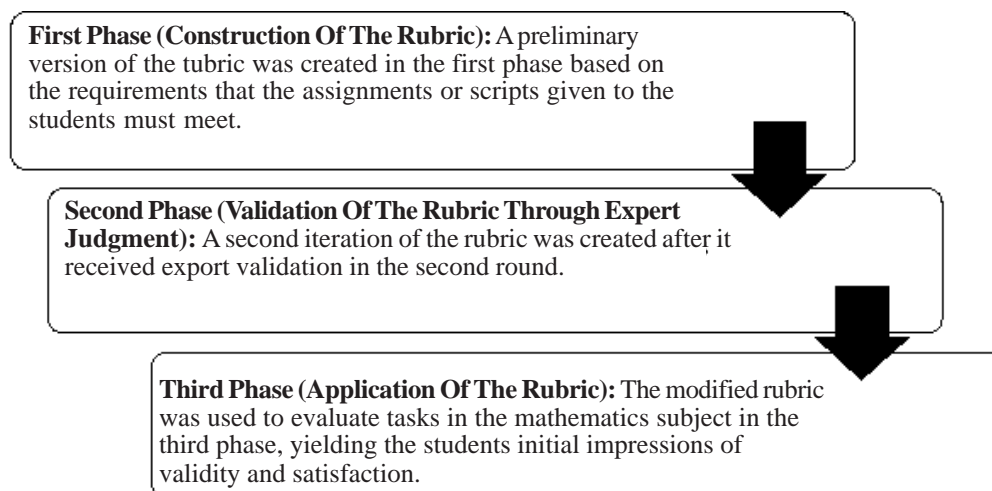 First Phase (Construction Of The Rubric): A preliminary
version of the tubric was created in the first phase based on
the requirements that the assignments or scripts given to the
students must meet.
Second Phase (Validation Of The Rubric Through Expert
Judgment): A second iteration of the rubric was created after it
received export validation in the second round.
Third Phase (Application Of The Rubric): The modified rubric
was used to evaluate tasks in the mathematics subject in the
third phase, yielding the students initial impressions of
validity and satisfaction.